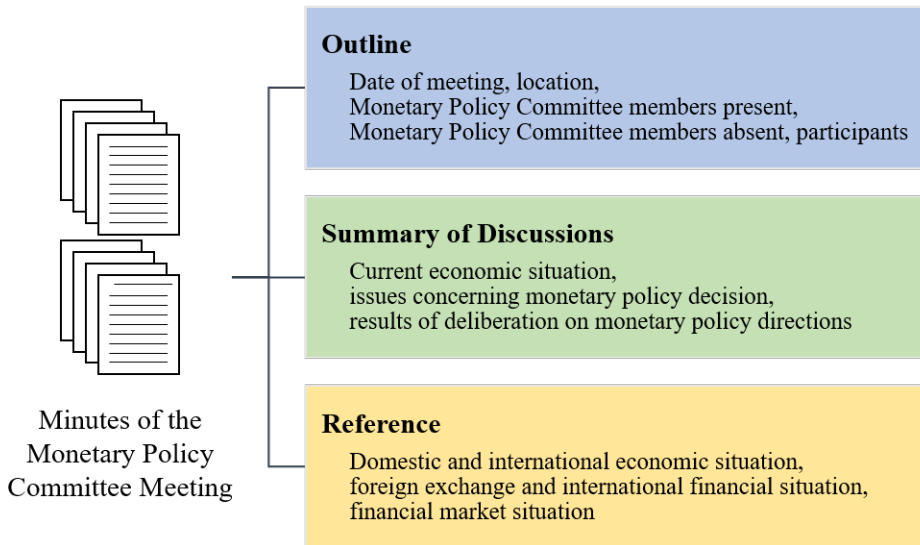 Outline
Date of meeting, location,
Monetary Policy Committee members present,
Monetary Policy Committee members absent, participants
Summary of Discussions
Current economic situation,
issues concerning monetary policy decision,
results of deliberation on monetary policy directions
Minutes of the
Monetary Policy
Committee Meeting
Reference
Domestic and international economic situation,
foreign exchange and international financial situation,
financial market situation